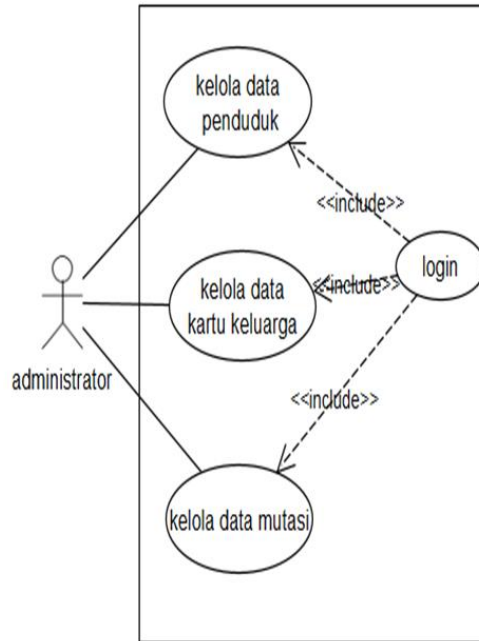 kelola data
penduduk
<<include>>
login
kelola data
kartu keluarga
<<include>>
administrator
<<include>>
kelola data mutasi